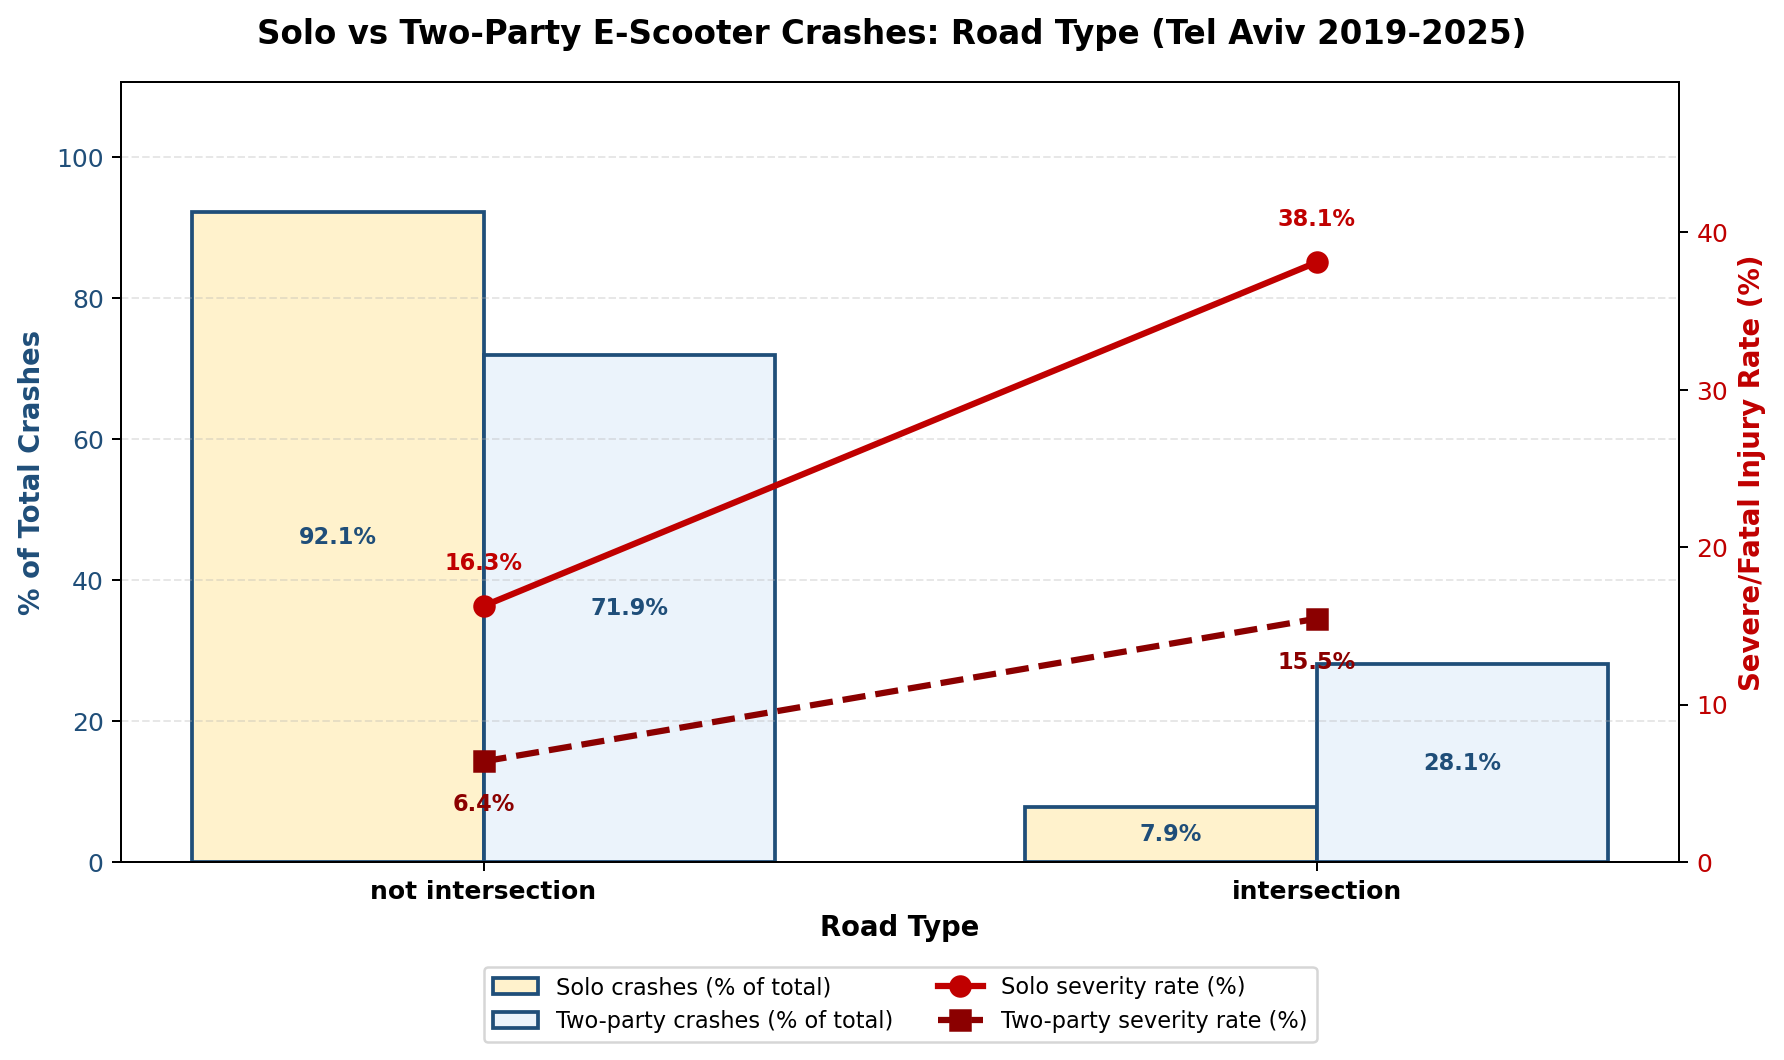 Solo vs Two-Party E-Scooter Crashes: Road Type (Tel Aviv 2019-2025)
% of Total Crashes
100
80
60
40
20
0
92.1%
16.3%
71.9%
6.4%
38.1%
15.5%
28.1%
7.9%
40
30
20
10
0
Severe/Fatal Injury Rate (%)
not intersection
intersection
Road Type
Solo crashes (% of total)
Two-party crashes (% of total)
Solo severity rate (%)
Two-party severity rate (%)